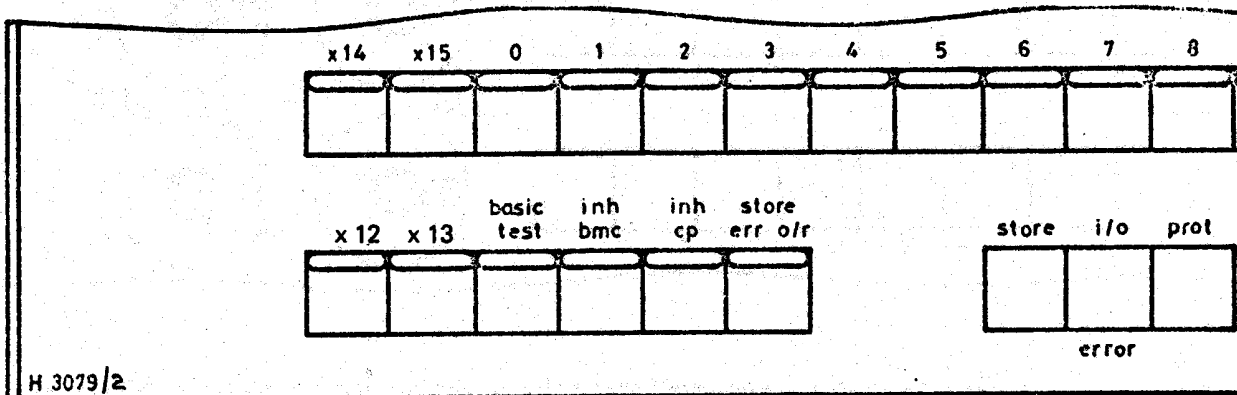 x14 x15 0 1 2 3 4 5 6 7 8
basic inh inh store
x 12 x 13 test bmc cp err o/r store i/o prot
error
H 3079/2